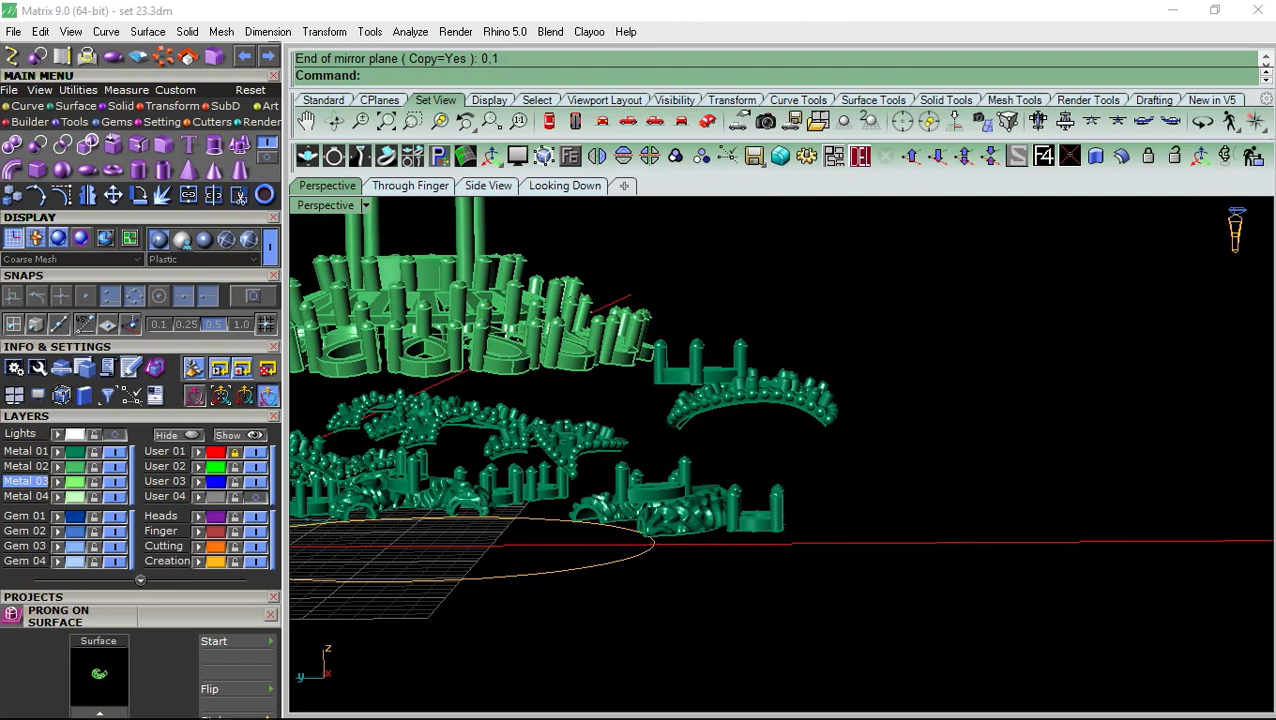 Matrix 9.0 (64-bit) - set 23.3dm
File Edit View Curve Surface Solid Mesh Dimension Transform Tools Analyze Render Rhino 5.0 Blend Clayoo Help
End of mirror plane ( Copy=Yes ): 0,1
Command:
MAIN MENU
File View Utilities Measure Custom Reset
Curve Surface Solid Transform SubD Art
Builder Tools Gems Setting Cutters Render
Standard CPlanes Set View Display Select Viewport Layout Visibility Transform Curve Tools Surface Tools Solid Tools Mesh Tools Render Tools Drafting New in V5
Perspective Through Finger Side View Looking Down
Perspective
DISPLAY
Coarse Mesh Plastic
SNAPS
0.1 0.25 0.5 1.0
INFO & SETTINGS
LAYERS
Lights Hide Show
Metal 01 User 01
Metal 02 User 02
Metal 03 User 03
Metal 04 User 04
Gem 01 Heads
Gem 02 Finger
Gem 03 Cutting
Gem 04 Creation
PROJECTS
PRONG ON
SURFACE
Surface Start
Flip
z
y x